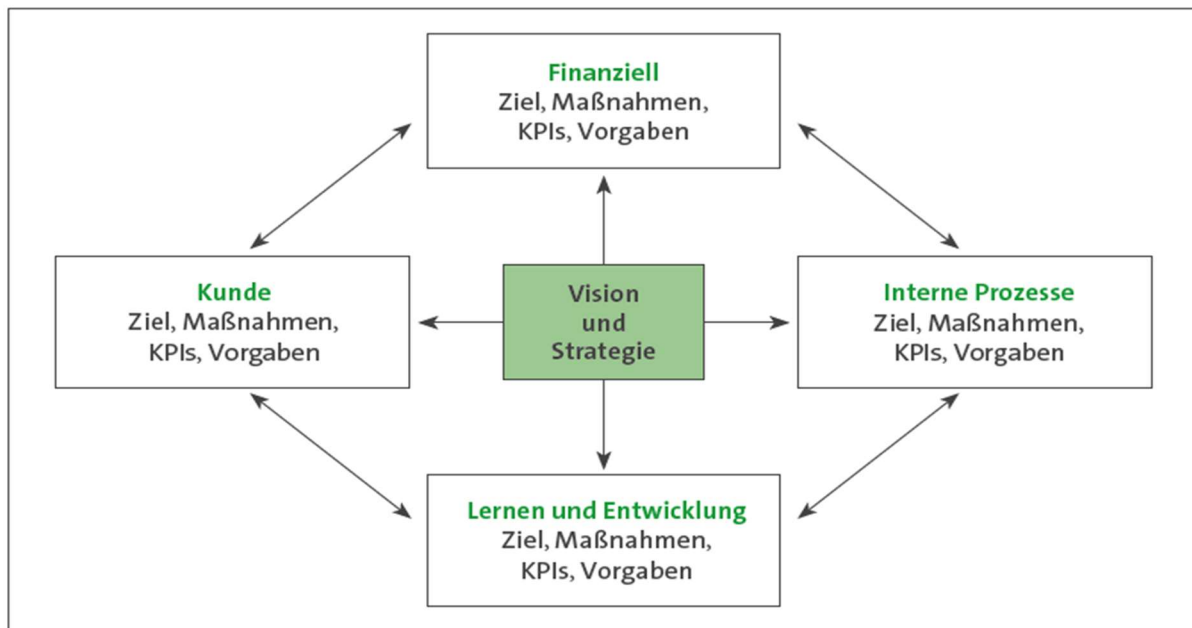 Finanziell
Ziel, Maßnahmen,
KPIs, Vorgaben
Kunde
Ziel, Maßnahmen,
KPIs, Vorgaben
Vision
und
Strategie
Interne Prozesse
Ziel, Maßnahmen,
KPIs, Vorgaben
Lernen und Entwicklung
Ziel, Maßnahmen,
KPIs, Vorgaben